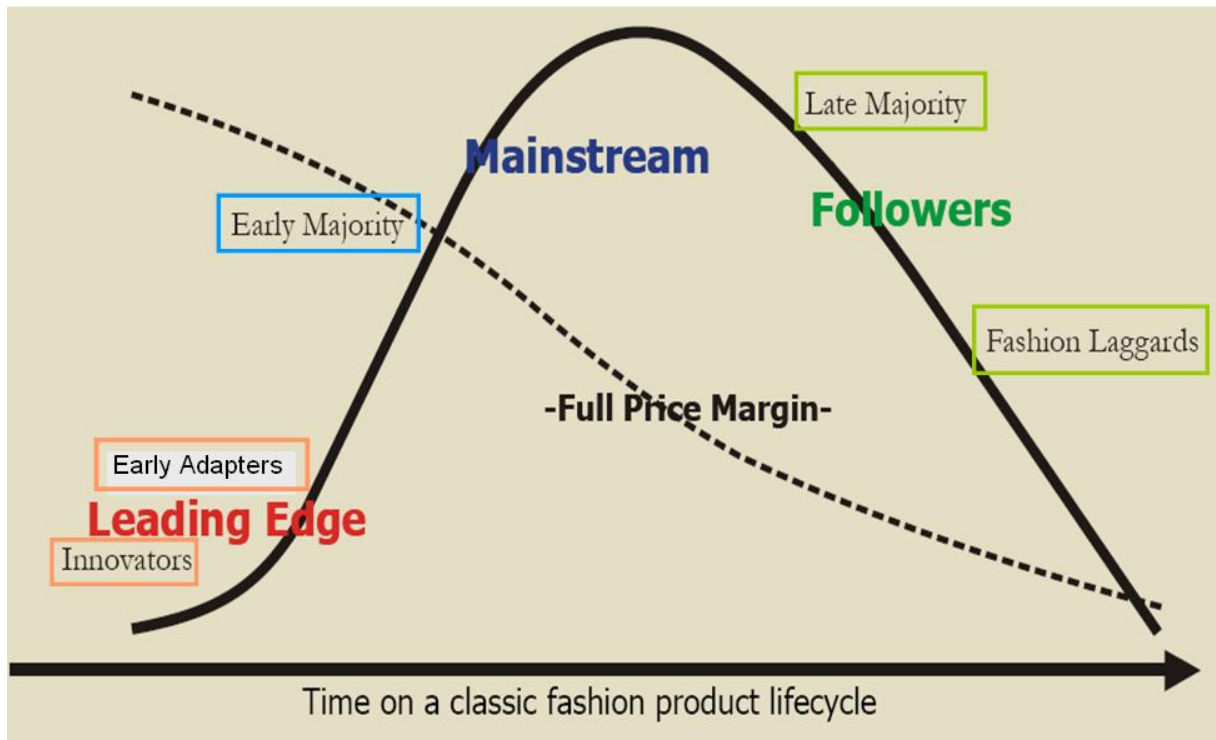 Late Majority
Mainstream
Followers
Early Majority
Fashion Laggards
-Full Price Margin-
Early Adapters
Leading Edge
Innovators
Time on a classic fashion product lifecycle